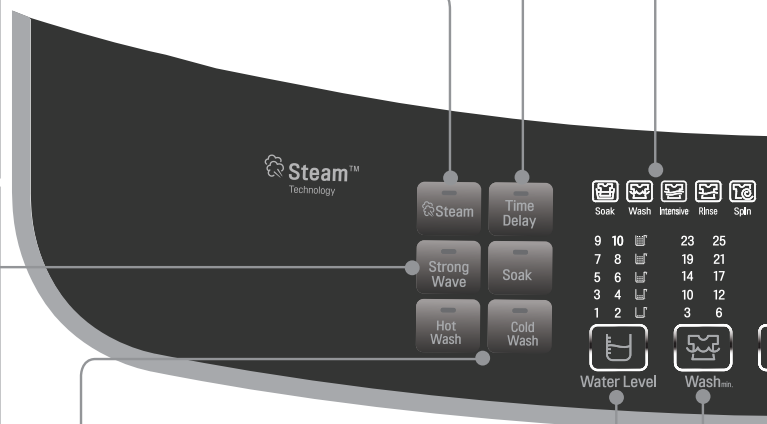 Steam™
Technology
Steam
Time
Delay
Strong
Wave
Soak
Hot
Wash
Cold
Wash
Soak Wash Intensive Rinse Spin
9 10 23 25
7 8 19 21
5 6 14 17
3 4 10 12
1 2 3 6
Water Level
Wash min.